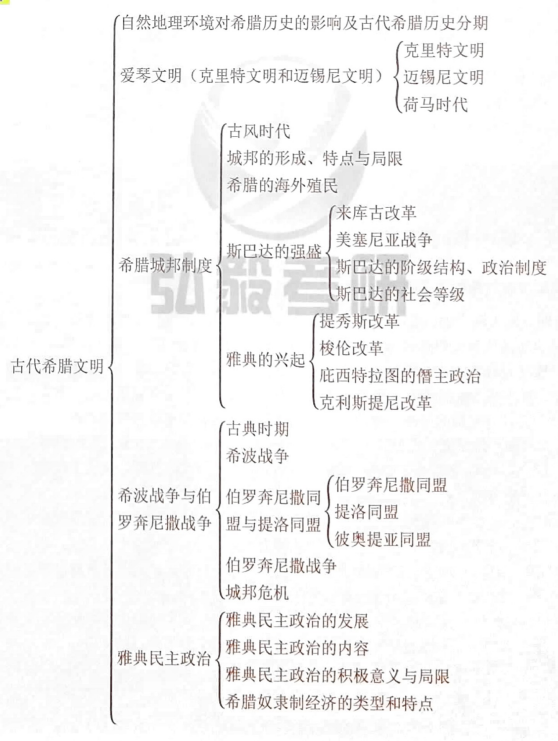 自然地理环境对希腊历史的影响及古代希腊历史分期
爱琴文明（克里特文明和迈锡尼文明）
克里特文明
迈锡尼文明
荷马时代
古风时代
城邦的形成、特点与局限
希腊的海外殖民
希腊城邦制度
斯巴达的强盛
来库古改革
美塞尼亚战争
斯巴达的阶级结构、政治制度
斯巴达的社会等级
弘毅考研
雅典的兴起
提秀斯改革
梭伦改革
庇西特拉图的僭主政治
克利斯提尼改革
古代希腊文明
古典时期
希波战争
希波战争与伯
罗奔尼撒战争
伯罗奔尼撒同
盟与提洛同盟
伯罗奔尼撒同盟
提洛同盟
彼奥提亚同盟
伯罗奔尼撒战争
城邦危机
雅典民主政治
雅典民主政治的发展
雅典民主政治的内容
雅典民主政治的积极意义与局限
希腊奴隶制经济的类型和特点